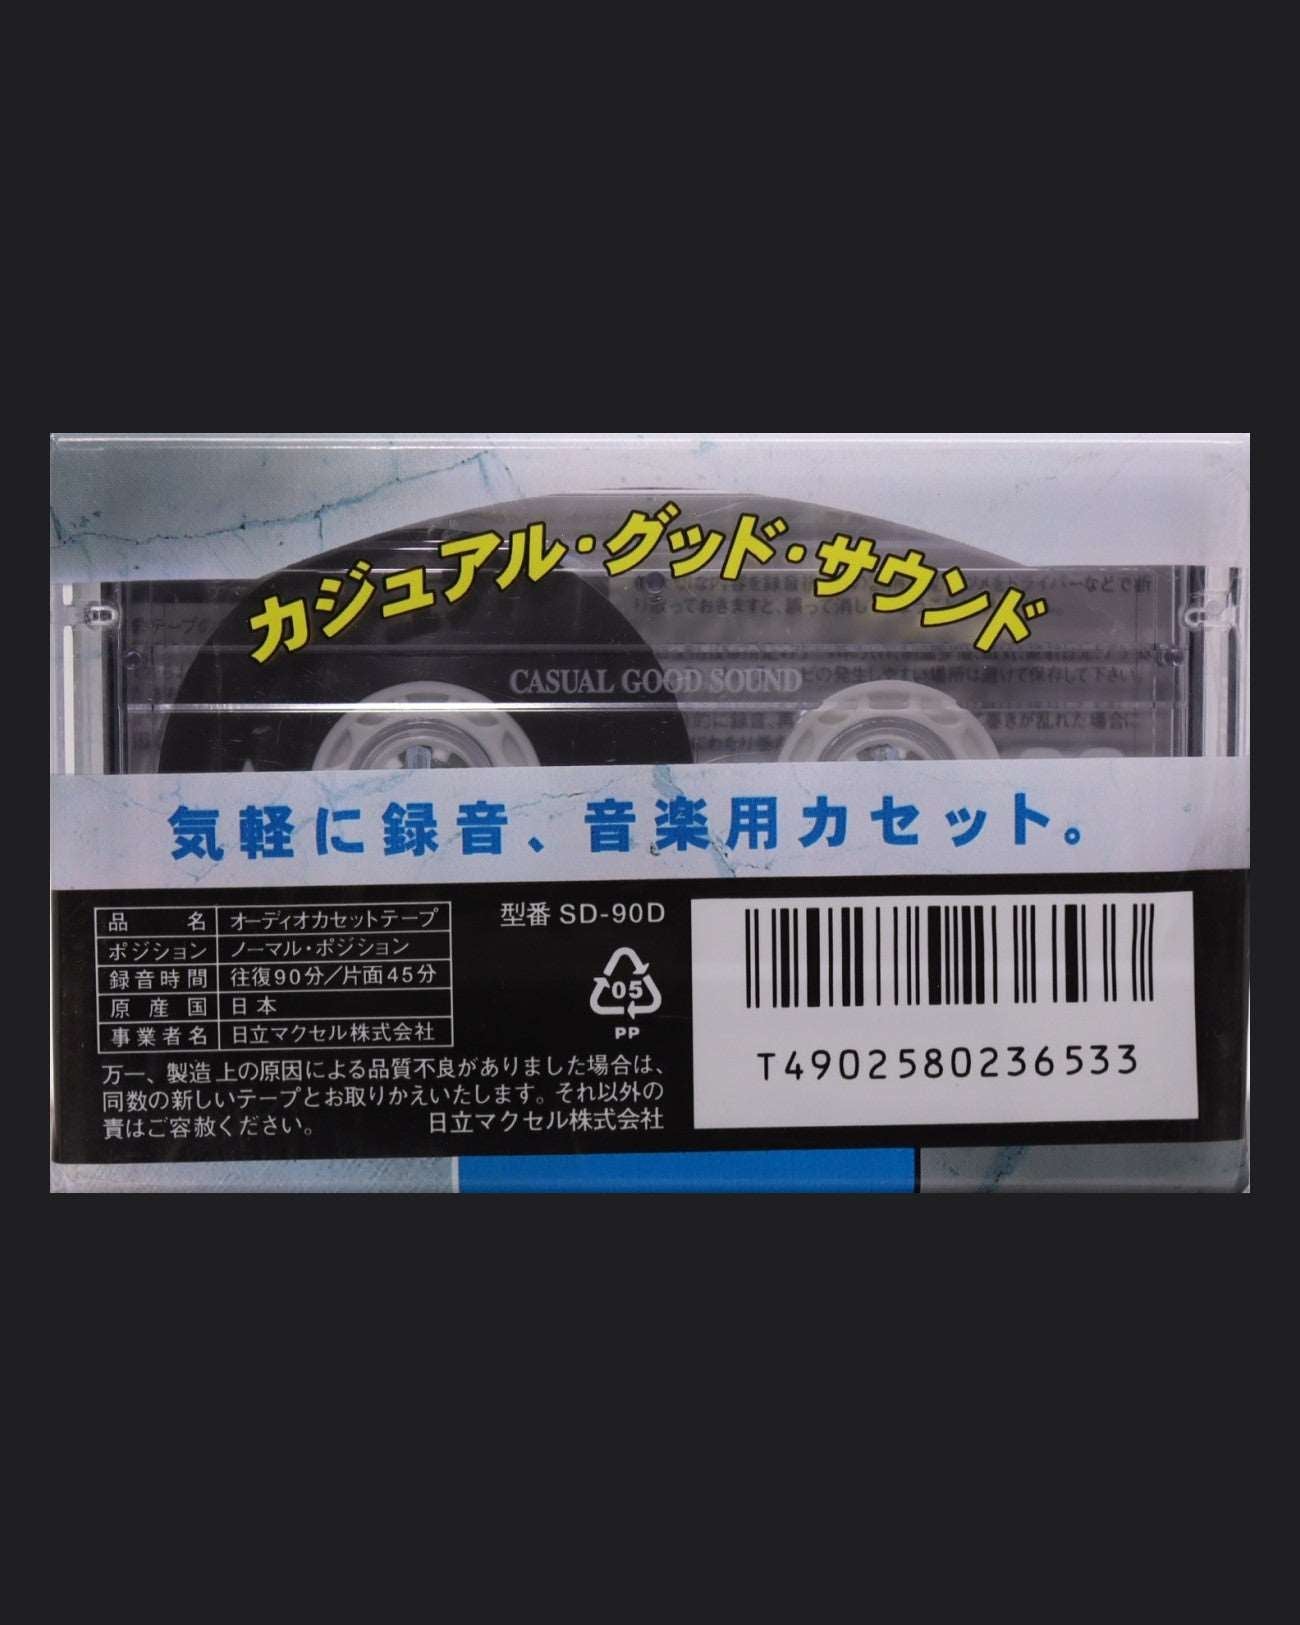 カジュアル・グッド・サウンド
CASUAL GOOD SOUND
気軽に録音、音楽用カセット。
品名 オーディオカセットテープ
ポジション ノーマル・ポジション
録音時間 往復90分／片面45分
原産国 日本
事業者名 日立マクセル株式会社
型番 SD-90D
05
PP
万一、製造上の原因による品質不良がありました場合は、
同数の新しいテープとお取りかえいたします。それ以外の
責はご容赦ください。 日立マクセル株式会社
T4902580236533